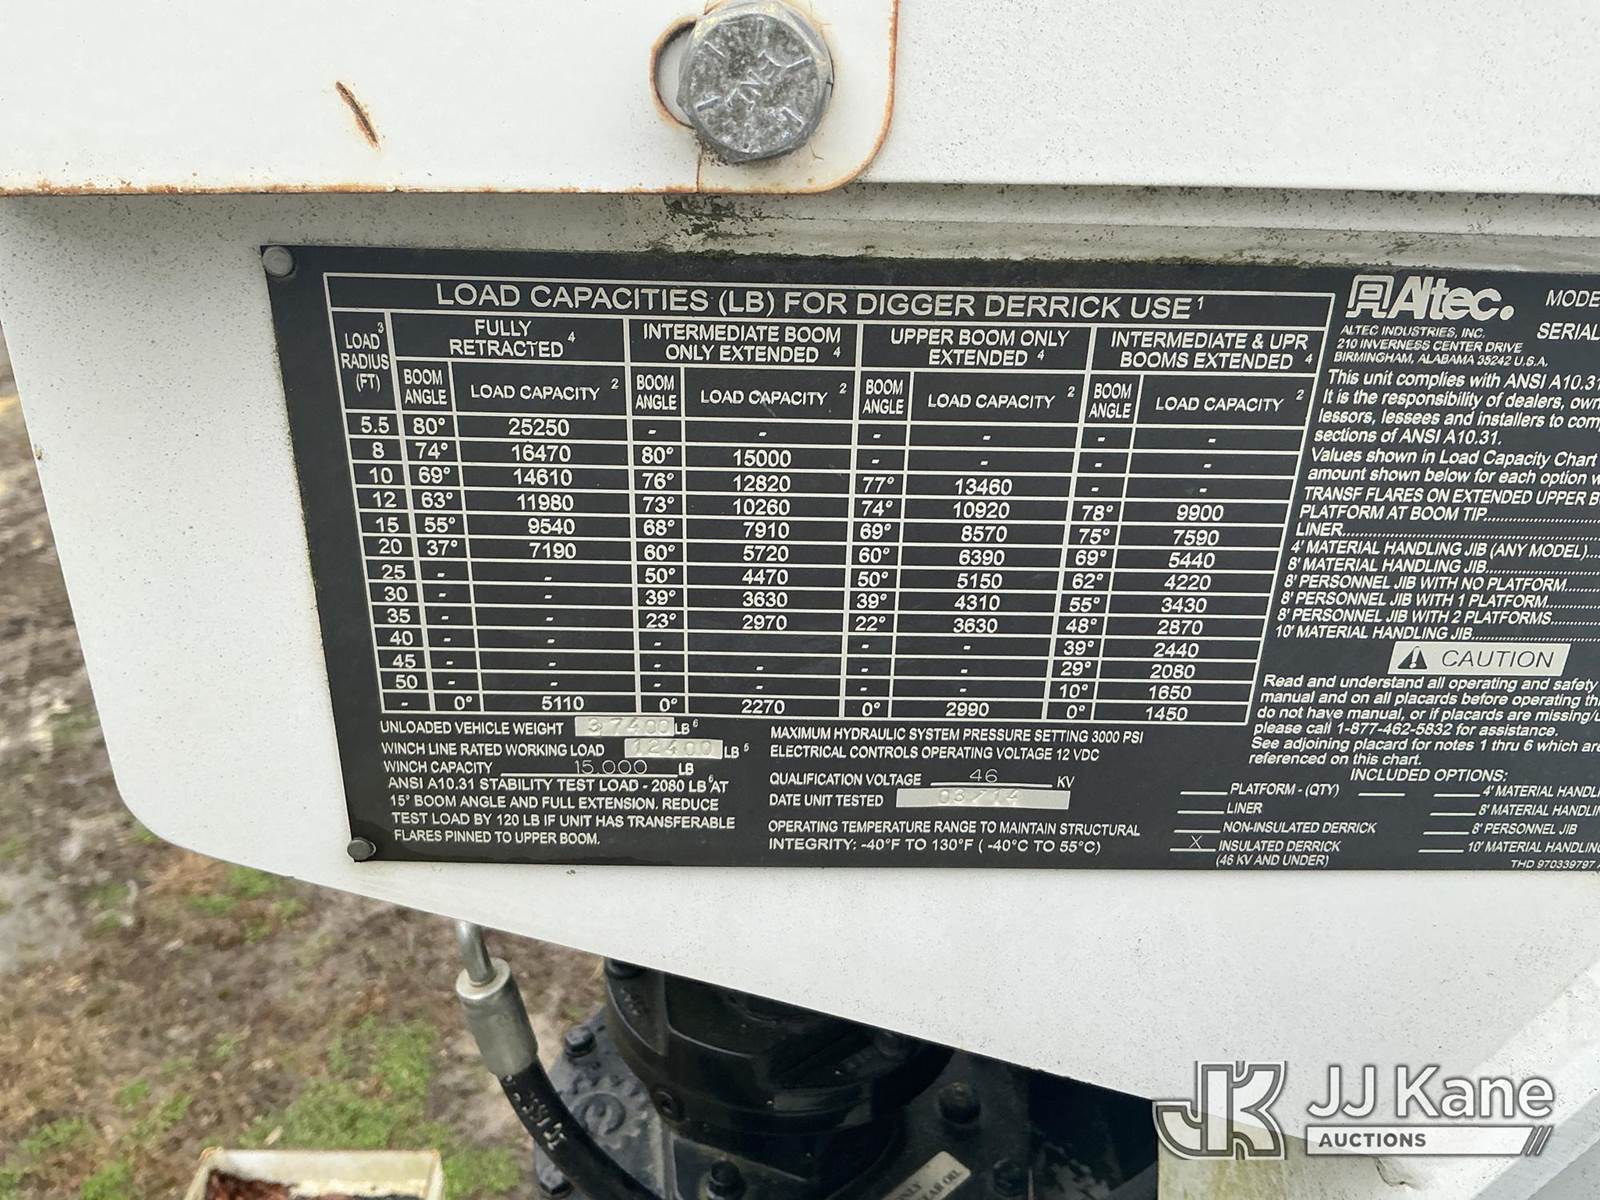 LOAD CAPACITIES (LB) FOR DIGGER DERRICK USE 1
LOAD 3 RADIUS (FT)
FULLY RETRACTED 4
INTERMEDIATE BOOM ONLY EXTENDED 4
UPPER BOOM ONLY EXTENDED 4
INTERMEDIATE & UPR BOOMS EXTENDED 4
BOOM ANGLE LOAD CAPACITY 2 BOOM ANGLE LOAD CAPACITY 2 BOOM ANGLE LOAD CAPACITY 2 BOOM ANGLE LOAD CAPACITY 2
5.5 80° 25250 - - - - - -
8 74° 16470 80° 15000 - - - -
10 69° 14610 76° 12820 77° 13460 - -
12 63° 11980 73° 10260 74° 10920 78° 9900
15 55° 9540 68° 7910 69° 8570 75° 7590
20 37° 7190 60° 5720 60° 6390 69° 5440
25 - - 50° 4470 50° 5150 62° 4220
30 - - 39° 3630 39° 4310 55° 3430
35 - - 23° 2970 22° 3630 48° 2870
40 - - - - - - 39° 2440
45 - - - - - - 29° 2080
50 - - - - - - 10° 1650
- 0° 5110 0° 2270 0° 2990 0° 1450
UNLOADED VEHICLE WEIGHT 37400 LB 6
WINCH LINE RATED WORKING LOAD 12400 LB 5
WINCH CAPACITY 15,000 LB
ANSI A10.31 STABILITY TEST LOAD - 2080 LB 6 AT
15° BOOM ANGLE AND FULL EXTENSION. REDUCE
TEST LOAD BY 120 LB IF UNIT HAS TRANSFERABLE
FLARES PINNED TO UPPER BOOM.
MAXIMUM HYDRAULIC SYSTEM PRESSURE SETTING 3000 PSI
ELECTRICAL CONTROLS OPERATING VOLTAGE 12 VDC
QUALIFICATION VOLTAGE 46 KV
DATE UNIT TESTED 03/14
OPERATING TEMPERATURE RANGE TO MAINTAIN STRUCTURAL
INTEGRITY: -40°F TO 130°F ( -40°C TO 55°C)
Altec.
ALTEC INDUSTRIES, INC.
210 INVERNESS CENTER DRIVE
BIRMINGHAM, ALABAMA 35242 U.S.A.
MODE
SERIAL
This unit complies with ANSI A10.31
It is the responsibility of dealers, own
lessors, lessees and installers to com
sections of ANSI A10.31.
Values shown in Load Capacity Chart
amount shown below for each option w
TRANSF FLARES ON EXTENDED UPPER B
PLATFORM AT BOOM TIP
LINER
4' MATERIAL HANDLING JIB (ANY MODEL)
8' MATERIAL HANDLING JIB
8' PERSONNEL JIB WITH NO PLATFORM
8' PERSONNEL JIB WITH 1 PLATFORM
8' PERSONNEL JIB WITH 2 PLATFORMS
10' MATERIAL HANDLING JIB
CAUTION
Read and understand all operating and safety
manual and on all placards before operating th
do not have manual, or if placards are missing/u
please call 1-877-462-5832 for assistance.
See adjoining placard for notes 1 thru 6 which are
referenced on this chart.
INCLUDED OPTIONS:
PLATFORM - (QTY)
LINER
NON-INSULATED DERRICK
X INSULATED DERRICK
(46 KV AND UNDER)
4' MATERIAL HANDLI
8' MATERIAL HANDLIN
8' PERSONNEL JIB
10' MATERIAL HANDLING
THD 970339797
JK JJ Kane
AUCTIONS